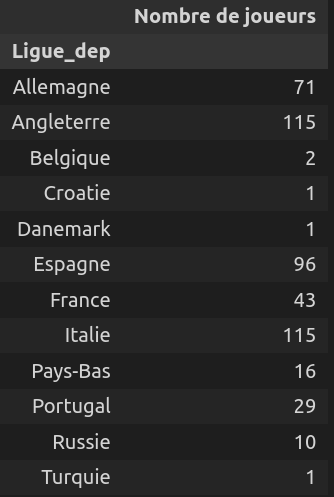 Nombre de joueurs
Ligue_dep
Allemagne 71
Angleterre 115
Belgique 2
Croatie 1
Danemark 1
Espagne 96
France 43
Italie 115
Pays-Bas 16
Portugal 29
Russie 10
Turquie 1